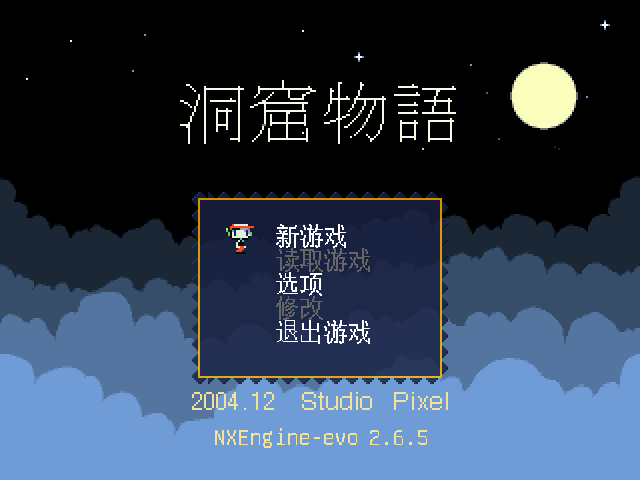 洞窟物語
新游戏
读取游戏
选项
修改
退出游戏
2004.12 Studio Pixel
NXEngine-evo 2.6.5